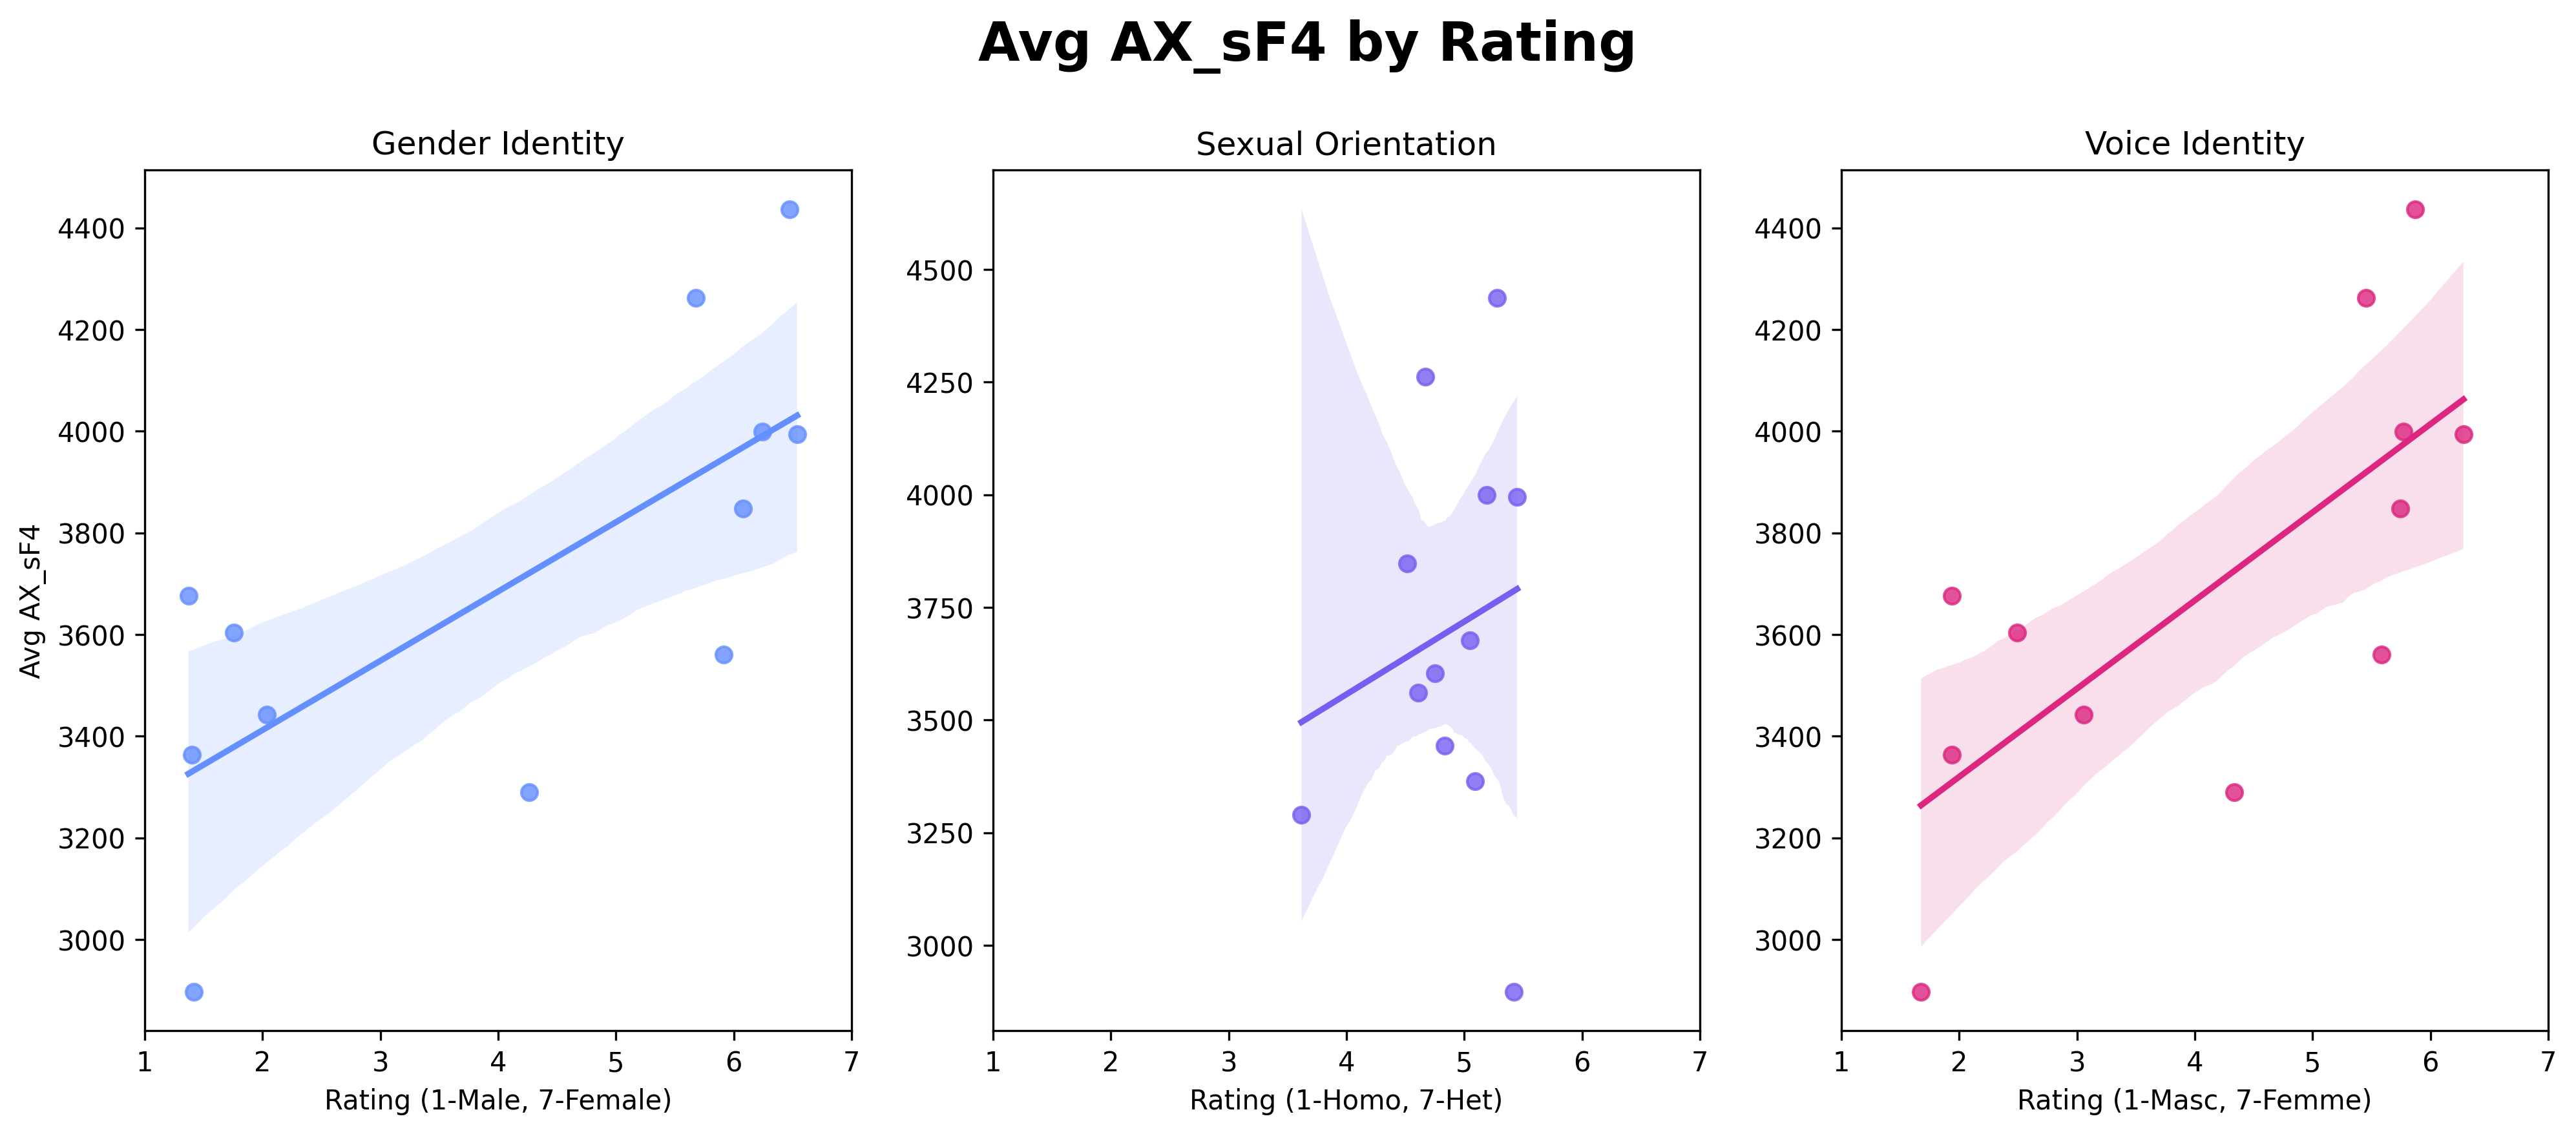 Avg AX_sF4 by Rating
Gender Identity
Sexual Orientation
Voice Identity
Avg AX_sF4
4400
4200
4000
3800
3600
3400
3200
3000
1 2 3 4 5 6 7
Rating (1-Male, 7-Female)
4500
4250
4000
3750
3500
3250
3000
1 2 3 4 5 6 7
Rating (1-Homo, 7-Het)
4400
4200
4000
3800
3600
3400
3200
3000
1 2 3 4 5 6 7
Rating (1-Masc, 7-Femme)